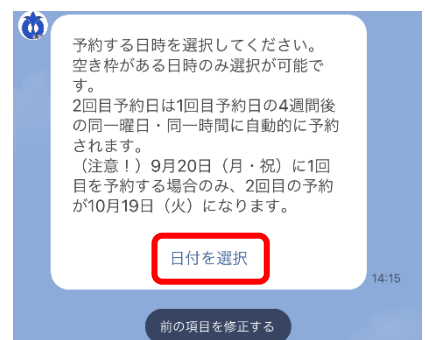 予約する日時を選択してください。
空き枠がある日時のみ選択が可能で
す。
2回目予約日は1回目予約日の4週間後
の同一曜日・同一時間に自動的に予約
されます。
（注意！）9月20日（月・祝）に1回
目を予約する場合のみ、2回目の予約
が10月19日（火）になります。
日付を選択
14:15
前の項目を修正する